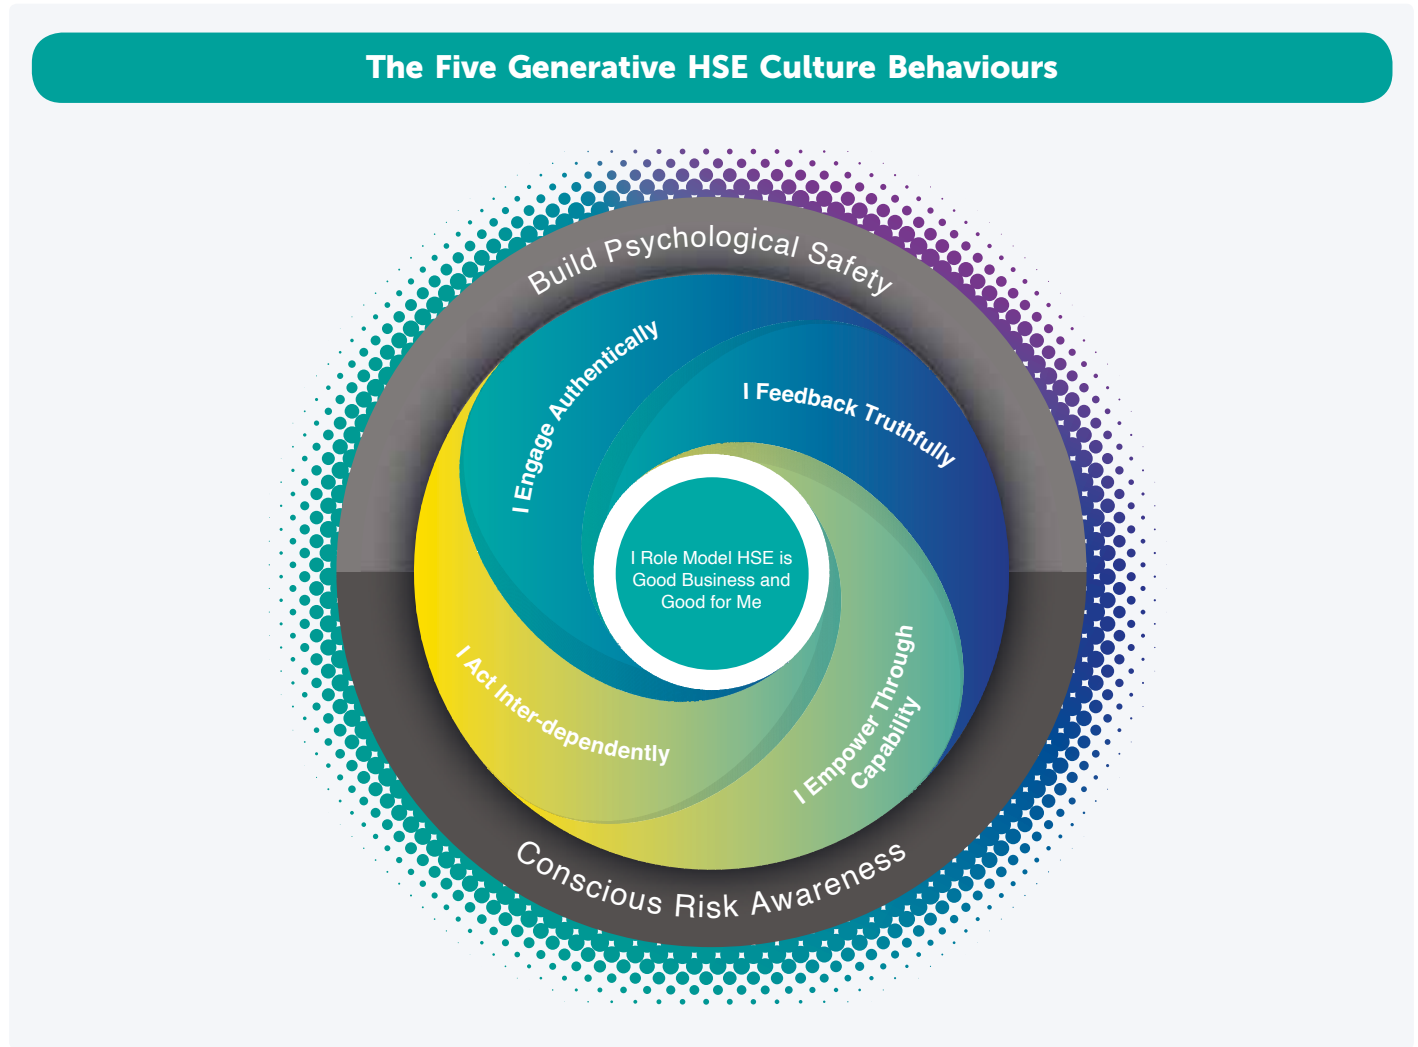 The Five Generative HSE Culture Behaviours
Build Psychological Safety
I Engage Authentically
I Feedback Truthfully
I Role Model HSE is
Good Business and
Good for Me
I Act Inter-dependently
I Empower Through
Capability
Conscious Risk Awareness